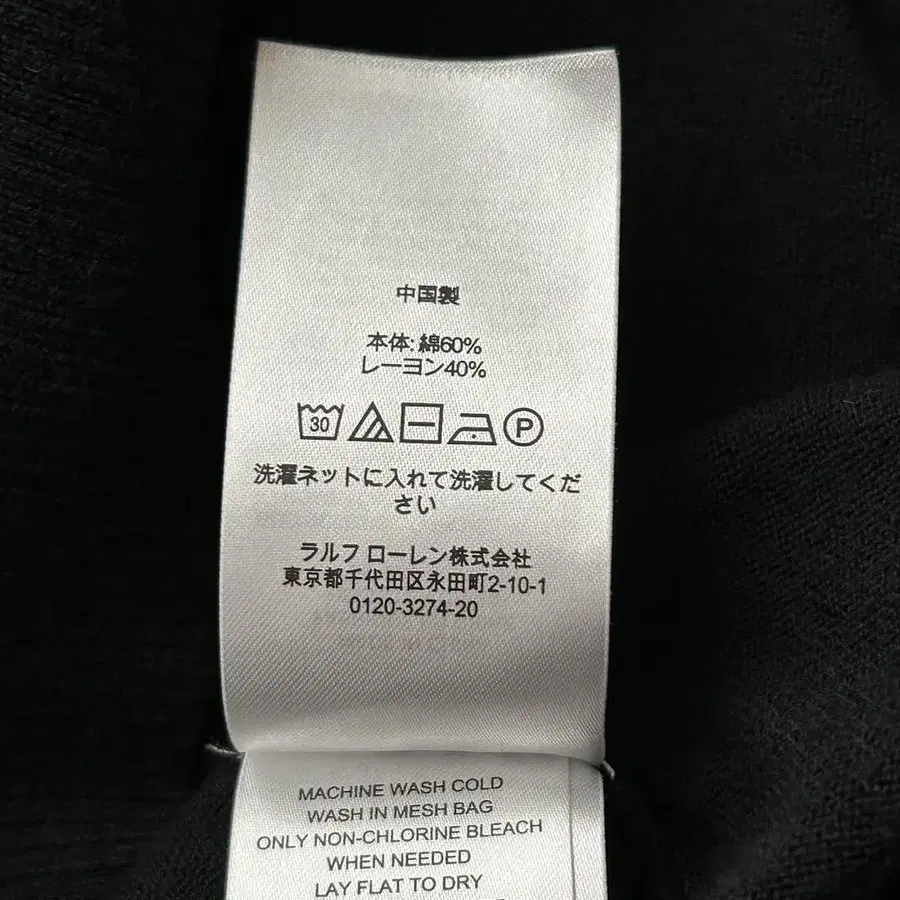 中国製
本体: 綿60%
レーヨン40%
30 P
洗濯ネットに入れて洗濯してくだ
さい
ラルフ ローレン株式会社
東京都千代田区永田町2-10-1
0120-3274-20
MACHINE WASH COLD
WASH IN MESH BAG
ONLY NON-CHLORINE BLEACH
WHEN NEEDED
LAY FLAT TO DRY